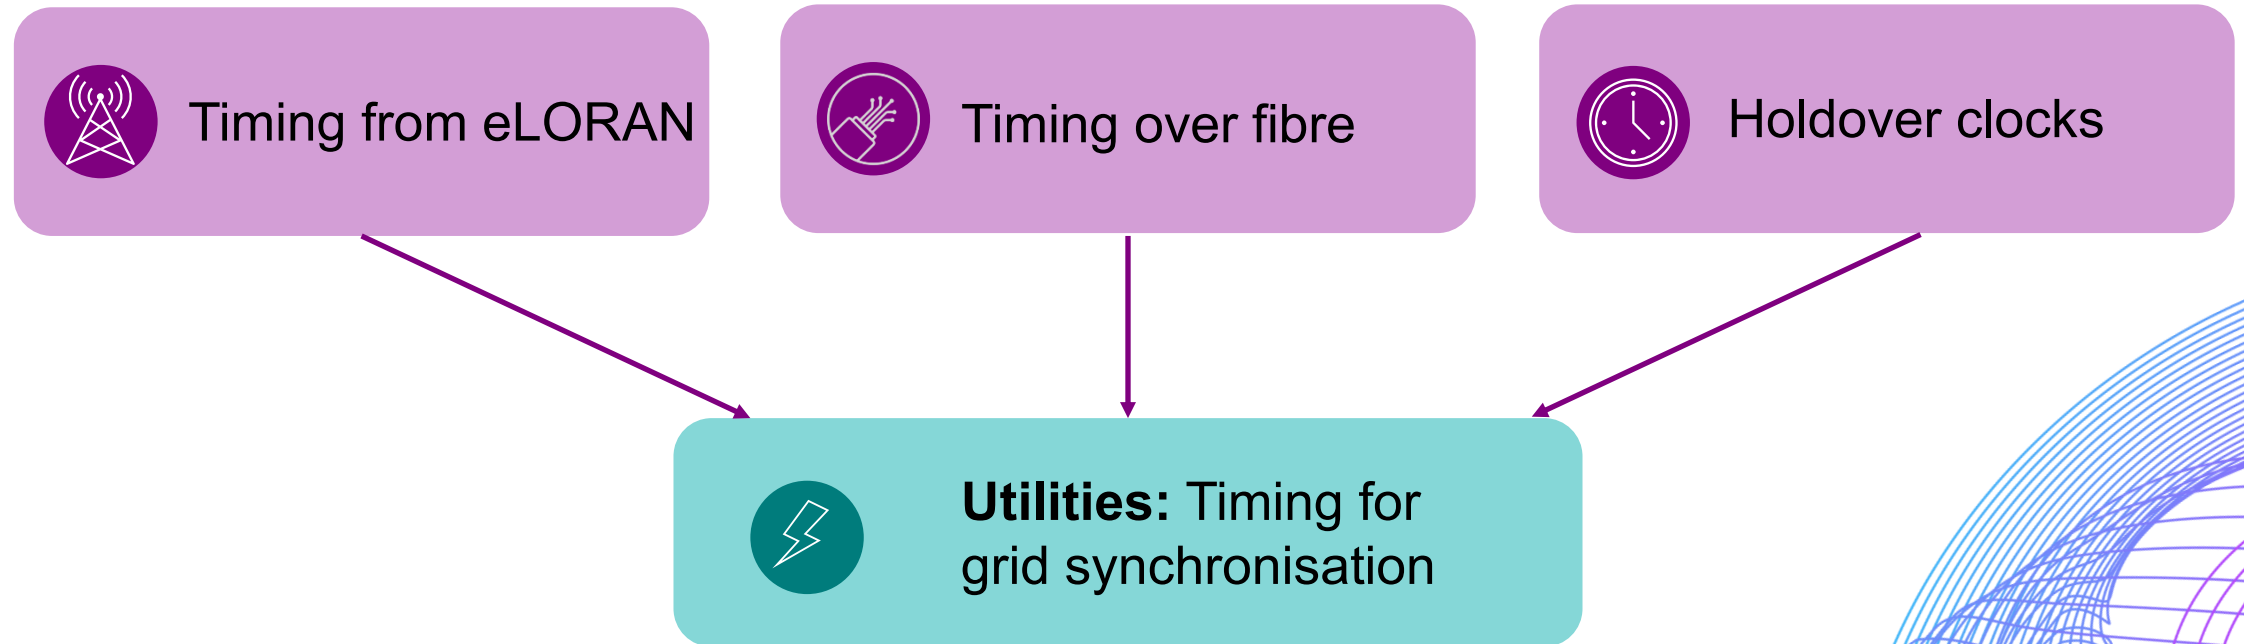 Timing from eLORAN
Timing over fibre
Holdover clocks
Utilities: Timing for
grid synchronisation